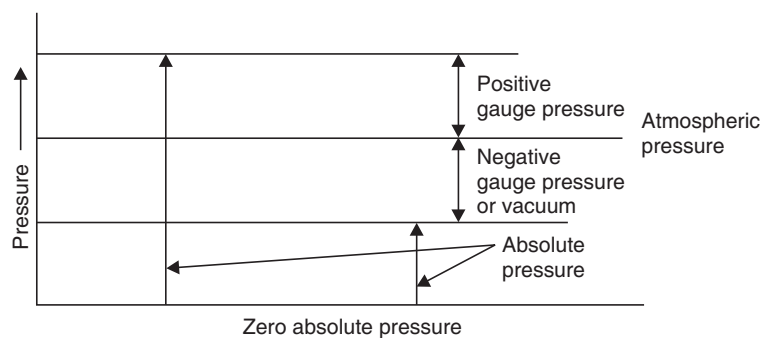 Positive
gauge pressure
Atmospheric
pressure
Negative
gauge pressure
or vacuum
Pressure
Absolute
pressure
Zero absolute pressure